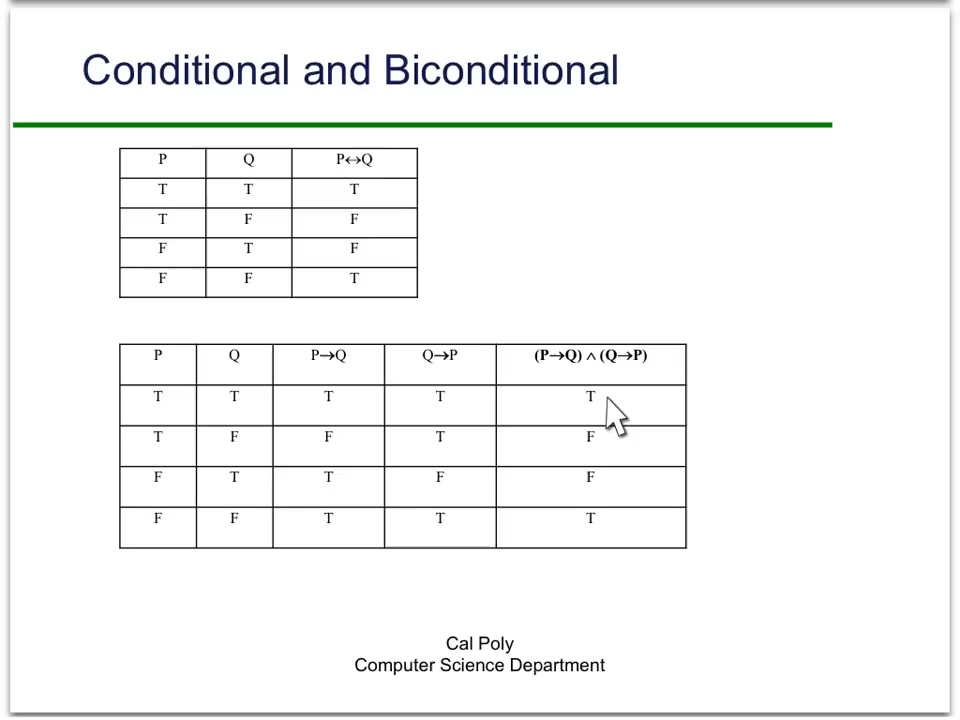 Conditional and Biconditional
P Q P↔Q
T T T
T F F
F T F
F F T
P Q P→Q Q→P (P→Q) ∧ (Q→P)
T T T T T
T F F T F
F T T F F
F F T T T
Cal Poly
Computer Science Department